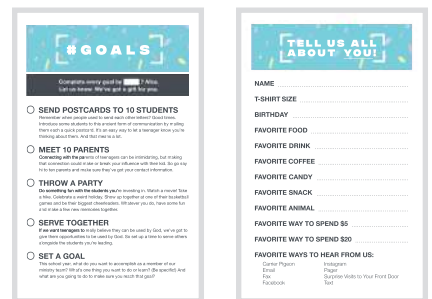 #GOALS
Complete every goal by ? Nice.
Let us know. We've got a gift for you.
SEND POSTCARDS TO 10 STUDENTS
Remember when people used to send each other letters? Good times.
Introduce some students to this ancient form of communication by mailing
them each a quick postcard. It's an easy way to let a teenager know you're
thinking about them. And that means a lot.
MEET 10 PARENTS
Connecting with the parents of teenagers can be intimidating, but making
that connection could make or break your influence with their kid. So go say
hi to ten parents and make sure they've got your contact information.
THROW A PARTY
Do something fun with the students you're investing in. Watch a movie! Take
a hike. Celebrate a weird holiday. Show up together at one of their basketball
games and be their biggest cheerleaders. Whatever you do, have some fun
and make a few new memories together.
SERVE TOGETHER
If we want teenagers to really believe they can be used by God, we've got to
give them opportunities to be used by God. So set up a time to serve others
alongside the students you're leading.
SET A GOAL
This school year, what do you want to accomplish as a member of our
ministry team? What's one thing you want to do or learn? (Be specific!) And
what are you going to do to make sure you reach that goal?
TELL US ALL
ABOUT YOU!
NAME
T-SHIRT SIZE
BIRTHDAY
FAVORITE FOOD
FAVORITE DRINK
FAVORITE COFFEE
FAVORITE CANDY
FAVORITE SNACK
FAVORITE ANIMAL
FAVORITE WAY TO SPEND $5
FAVORITE WAY TO SPEND $20
FAVORITE WAYS TO HEAR FROM US:
Carrier Pigeon Instagram
Email Pager
Fax Surprise Visits to Your Front Door
Facebook Text